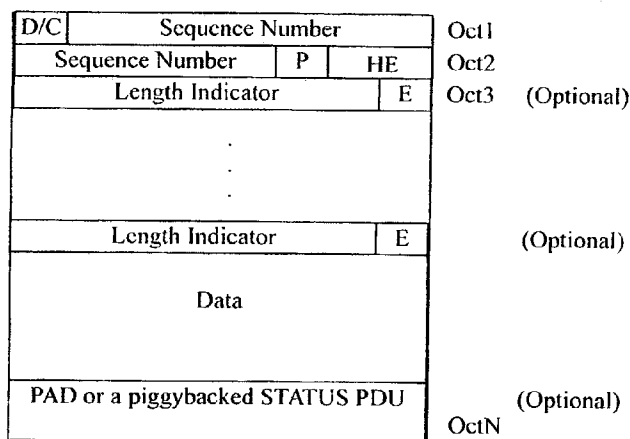 D/C Sequence Number Oct1
Sequence Number P HE Oct2
Length Indicator E Oct3 (Optional)
.
.
.
Length Indicator E (Optional)
Data
PAD or a piggybacked STATUS PDU (Optional)
OctN